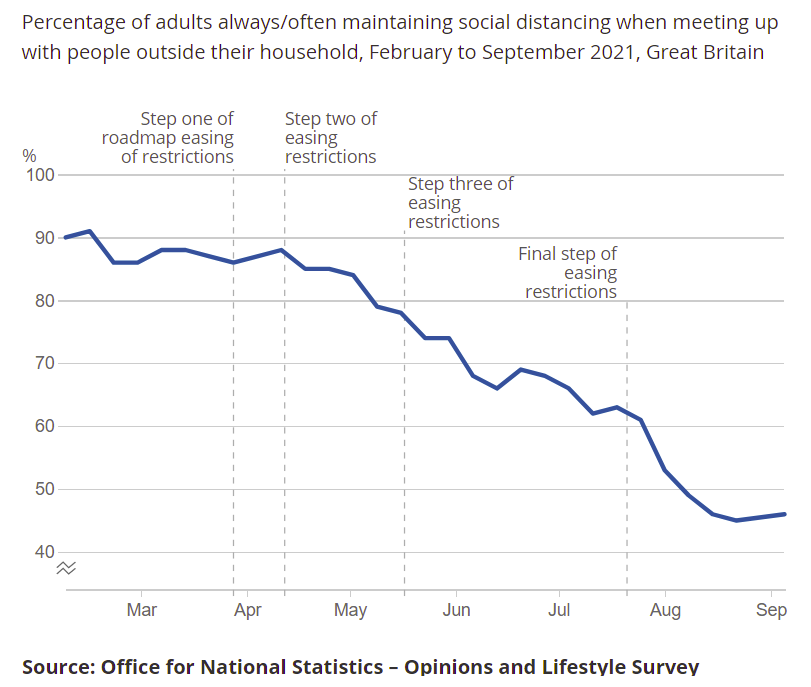 Percentage of adults always/often maintaining social distancing when meeting up
with people outside their household, February to September 2021, Great Britain
Step one of
roadmap easing
of restrictions
Step two of
easing
restrictions
%
100
Step three of
easing
restrictions
90
Final step of
easing
restrictions
80
70
60
50
40
Mar Apr May Jun Jul Aug Sep
Source: Office for National Statistics – Opinions and Lifestyle Survey